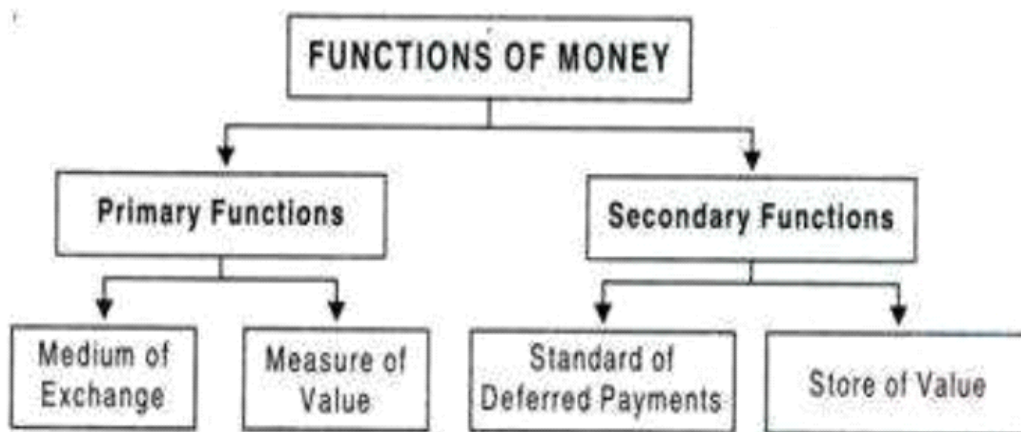 FUNCTIONS OF MONEY
Primary Functions
Secondary Functions
Medium of
Exchange
Measure of
Value
Standard of
Deferred Payments
Store of Value